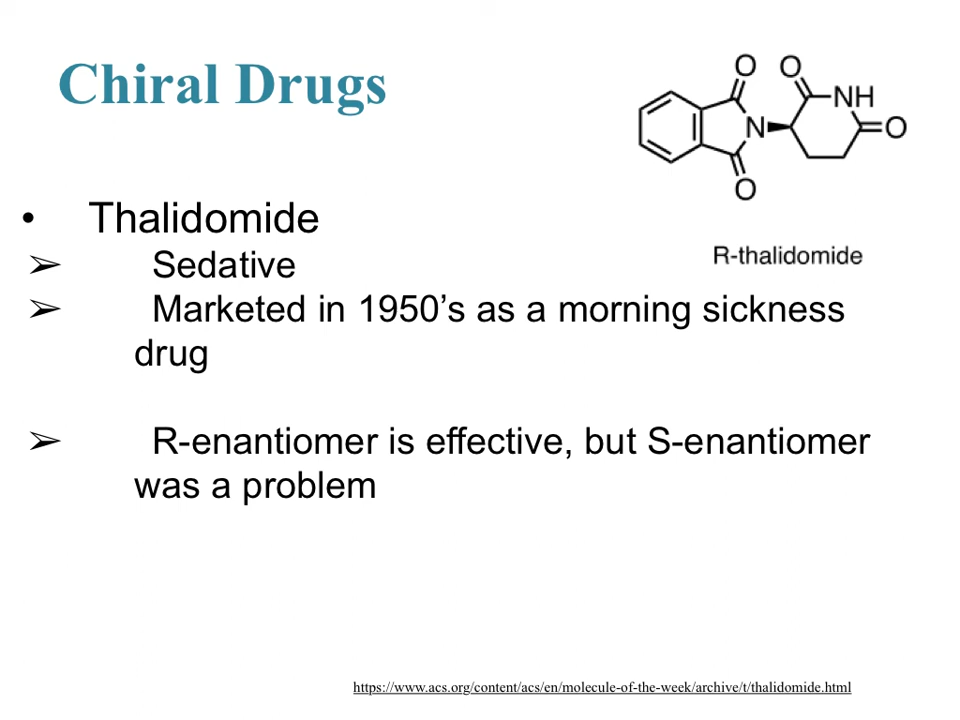 Chiral Drugs
O O
NH
N O
O
R-thalidomide
• Thalidomide
➢ Sedative
➢ Marketed in 1950’s as a morning sickness
drug
➢ R-enantiomer is effective, but S-enantiomer
was a problem
https://www.acs.org/content/acs/en/molecule-of-the-week/archive/t/thalidomide.html